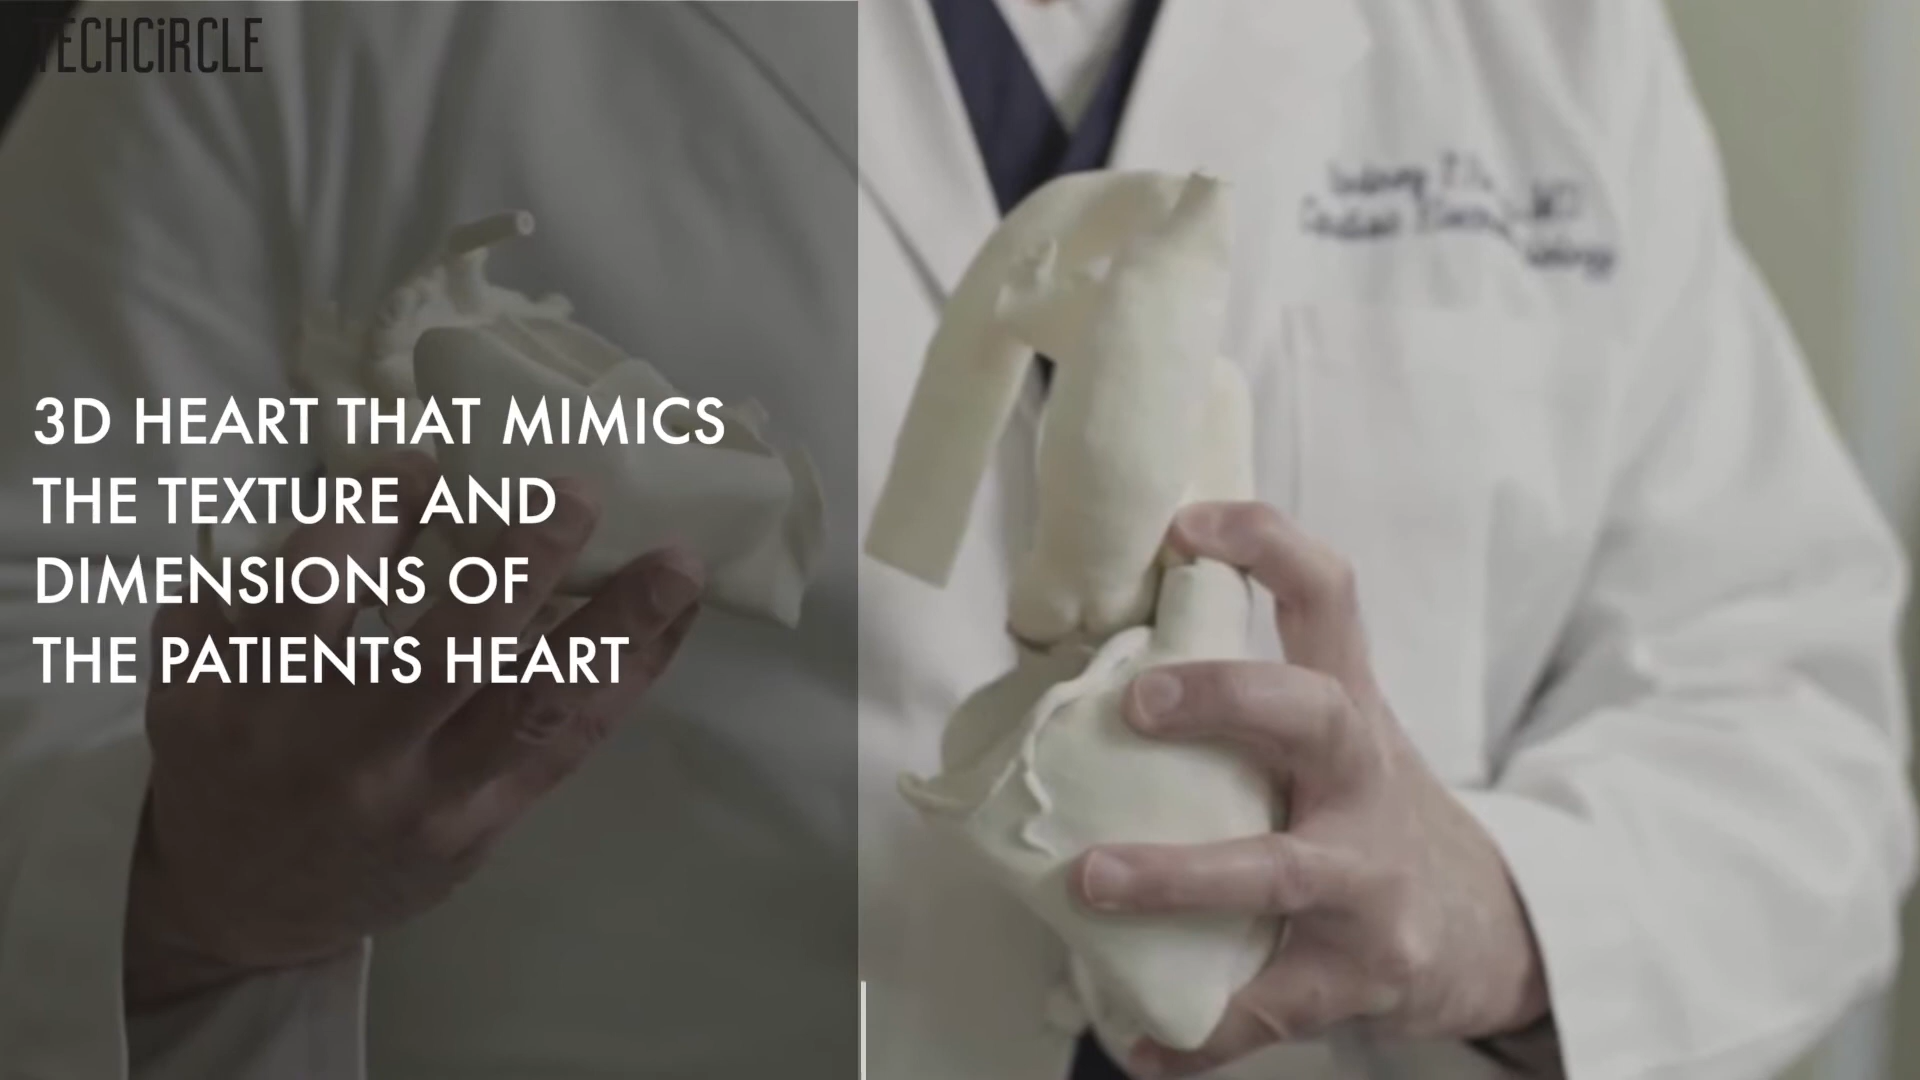 TECHCiRCLE
3D HEART THAT MIMICS
THE TEXTURE AND
DIMENSIONS OF
THE PATIENTS HEART